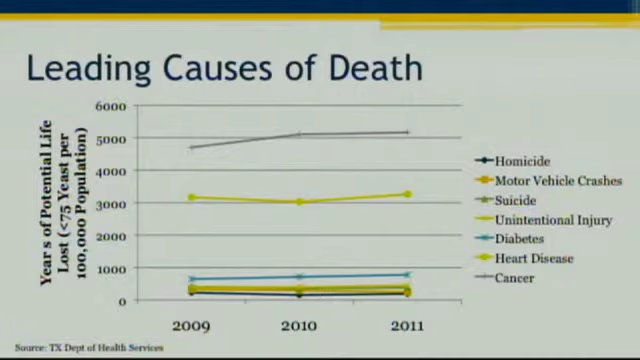 Leading Causes of Death
Year s of Potential Life
Lost (<75 Yeast per
100,000 Population)
6000
5000
4000
3000
2000
1000
0
2009 2010 2011
Homicide
Motor Vehicle Crashes
Suicide
Unintentional Injury
Diabetes
Heart Disease
Cancer
Source: TX Dept of Health Services